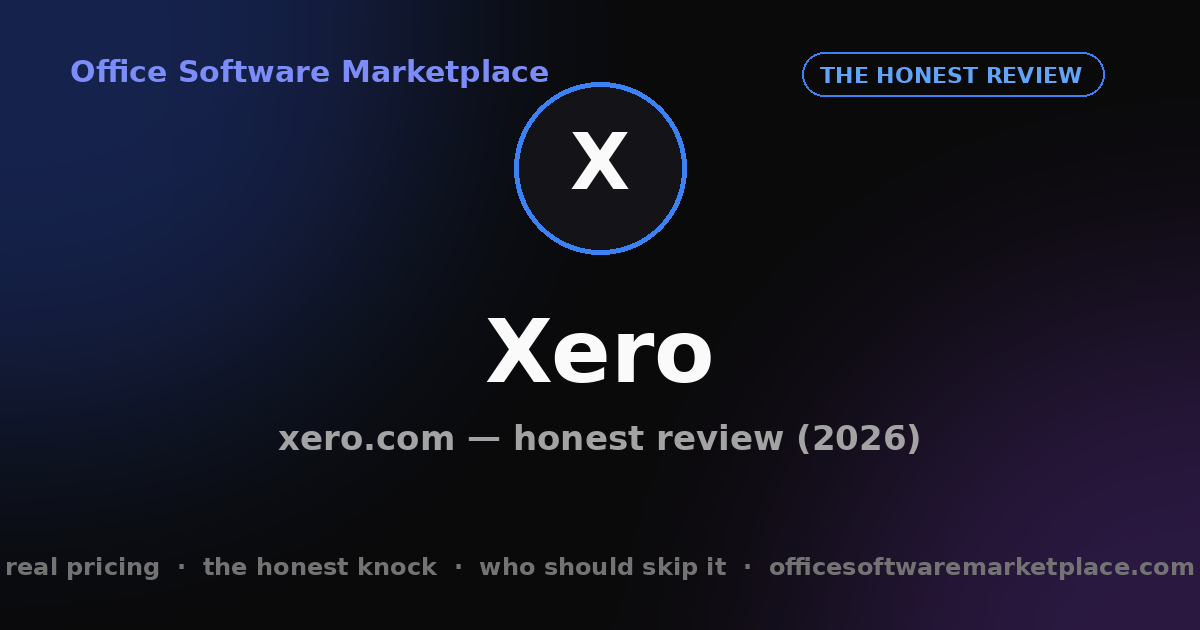 Office Software Marketplace
THE HONEST REVIEW
X
Xero
xero.com — honest review (2026)
real pricing · the honest knock · who should skip it · officesoftwaremarketplace.com